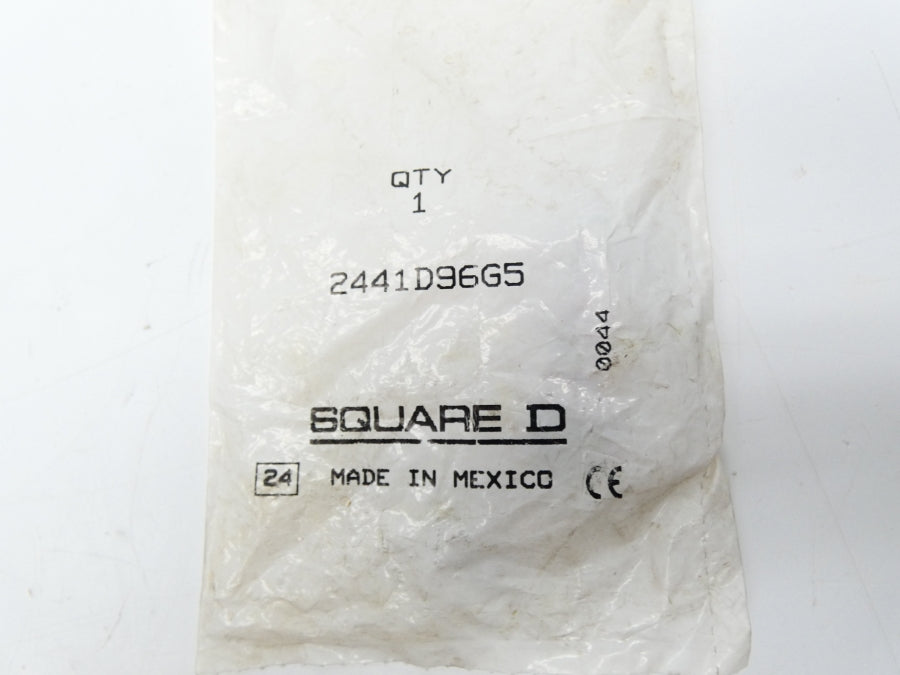 QTY
1
2441D96G5
0044
SQUARE D
24 MADE IN MEXICO CE